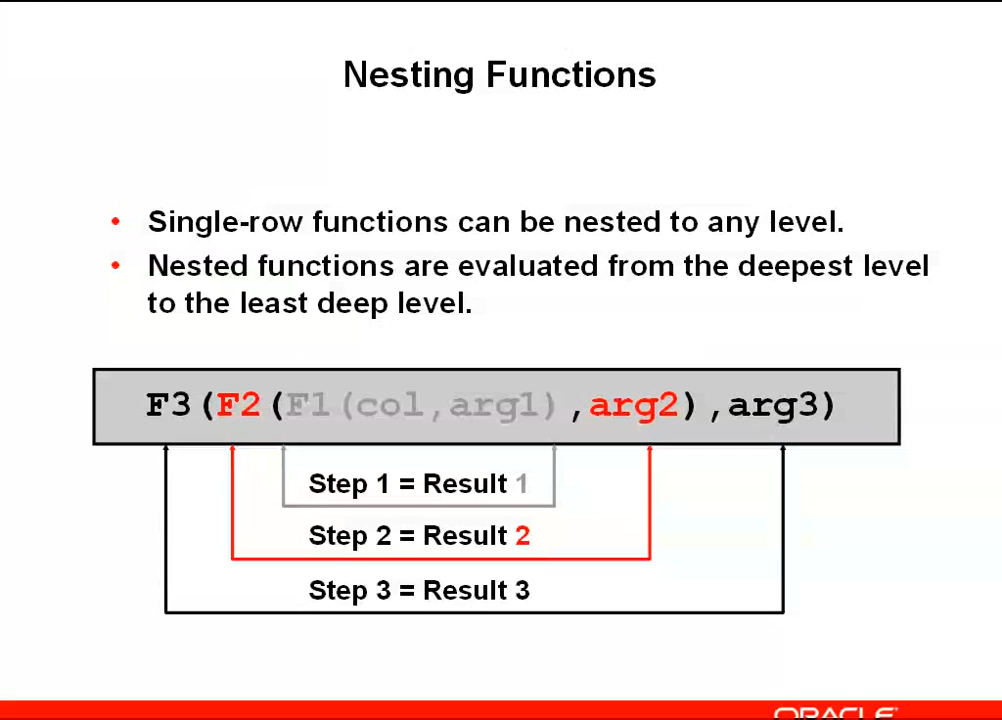 Nesting Functions
• Single-row functions can be nested to any level.
• Nested functions are evaluated from the deepest level
to the least deep level.
F3(F2(F1(col,arg1),arg2),arg3)
Step 1 = Result 1
Step 2 = Result 2
Step 3 = Result 3
ORACLE